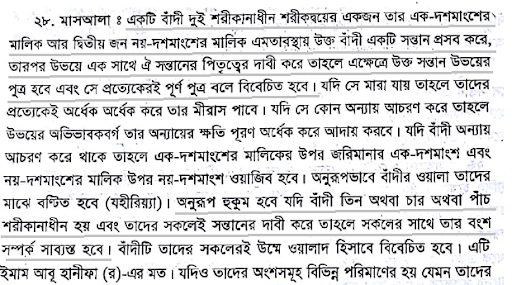 ২৮. মাসআলা ঃ একটি বাঁদী দুই শরীকানাধীন শরীকদ্বয়ের একজন তার এক-দশমাংশের
মালিক আর দ্বিতীয় জন নয়-দশমাংশের মালিক এমতাবস্থায় উক্ত বাঁদী একটি সন্তান প্রসব করে,
তারপর উভয়ে এক সাথে ঐ সন্তানের পিতৃত্বের দাবী করে তাহলে এক্ষেত্রে উক্ত সন্তান উভয়ের
পুত্র হবে এবং সে প্রত্যেকেরই পূর্ণ পুত্র বলে বিবেচিত হবে। যদি সে মারা যায় তাহলে তাদের
প্রত্যেকেই অর্ধেক অর্ধেক করে তার মীরাস পাবে। যদি সে কোন অন্যায় আচরণ করে তাহলে
উভয়ের অভিভাবকবর্গ তার অন্যায়ের ক্ষতি পূরণ অর্ধেক করে আদায় করবে। যদি বাঁদী অন্যায়
আচরণ করে থাকে তাহলে এক-দশমাংশের মালিকের উপর জরিমানার এক-দশমাংশ এবং
নয়-দশমাংশের মালিক উপর নয়-দশমাংশ ওয়াজিব হবে। অনুরূপভাবে বাঁদীর ওয়ালা তাদের
মাঝে বণ্টিত হবে (যহীরিয়্যা)। অনুরূপ হুকুম হবে যদি বাঁদী তিন অথবা চার অথবা পাঁচ
শরীকানাধীন হয় এবং তাদের সকলেই সন্তানের দাবী করে তাহলে সকলের সাথে তার বংশ
সম্পর্ক সাব্যস্ত হবে। বাঁদীটি তাদের সকলেরই উম্মে ওয়ালাদ হিসাবে বিবেচিত হবে। এটি
ইমাম আবূ হানীফা (র)-এর মত। যদিও তাদের অংশসমূহ বিভিন্ন পরিমাণের হয় যেমন তাদের